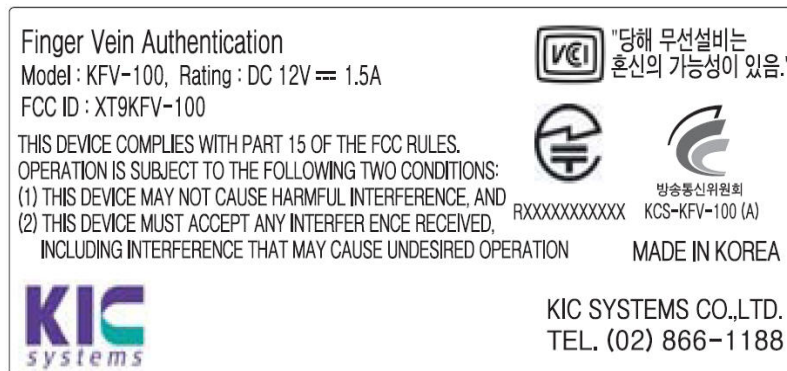 Finger Vein Authentication
Model : KFV-100, Rating : DC 12V ⎓ 1.5A
FCC ID : XT9KFV-100
THIS DEVICE COMPLIES WITH PART 15 OF THE FCC RULES.
OPERATION IS SUBJECT TO THE FOLLOWING TWO CONDITIONS:
(1) THIS DEVICE MAY NOT CAUSE HARMFUL INTERFERENCE, AND
(2) THIS DEVICE MUST ACCEPT ANY INTERFER ENCE RECEIVED,
INCLUDING INTERFERENCE THAT MAY CAUSE UNDESIRED OPERATION
KIC
systems
VCI
"당해 무선설비는
혼신의 가능성이 있음."
방송통신위원회
RXXXXXXXXXXX KCS-KFV-100 (A)
MADE IN KOREA
KIC SYSTEMS CO.,LTD.
TEL. (02) 866-1188